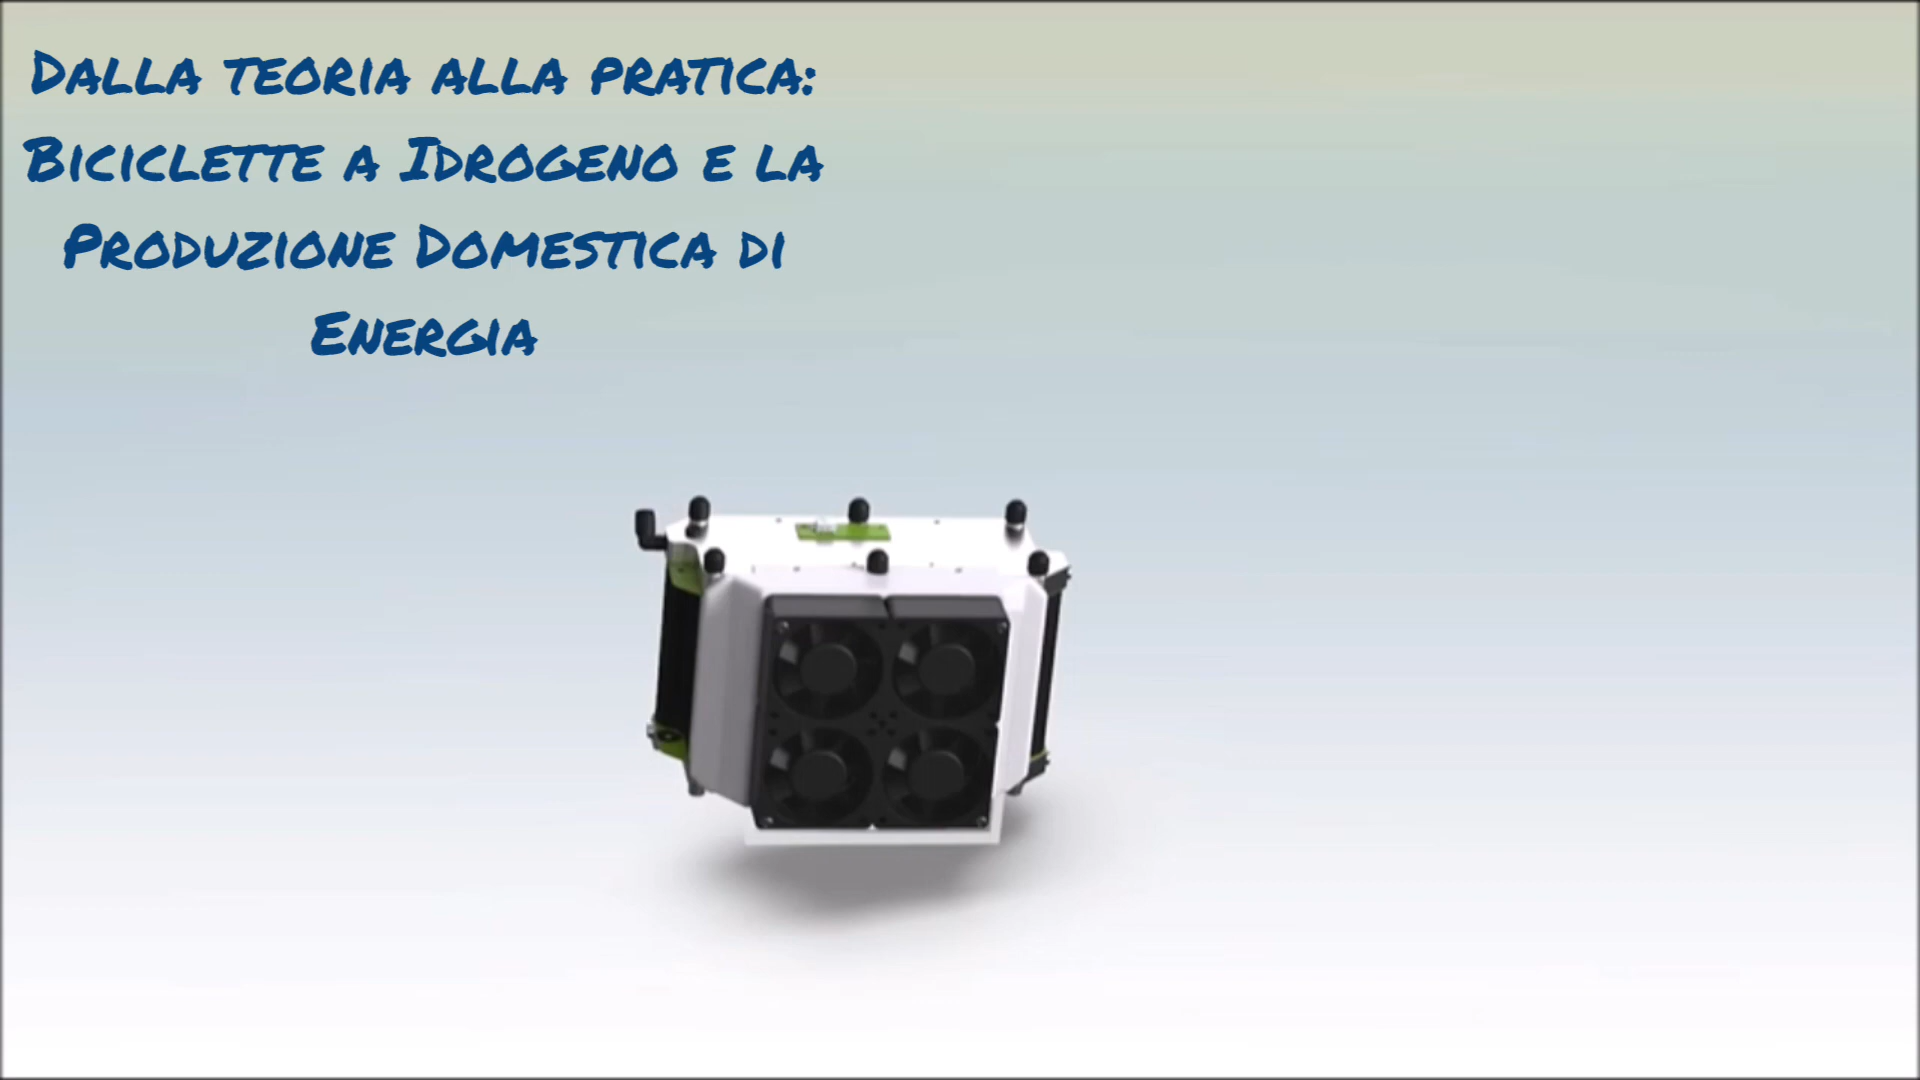 Dalla teoria alla pratica:
Biciclette a Idrogeno e la
Produzione Domestica di
Energia